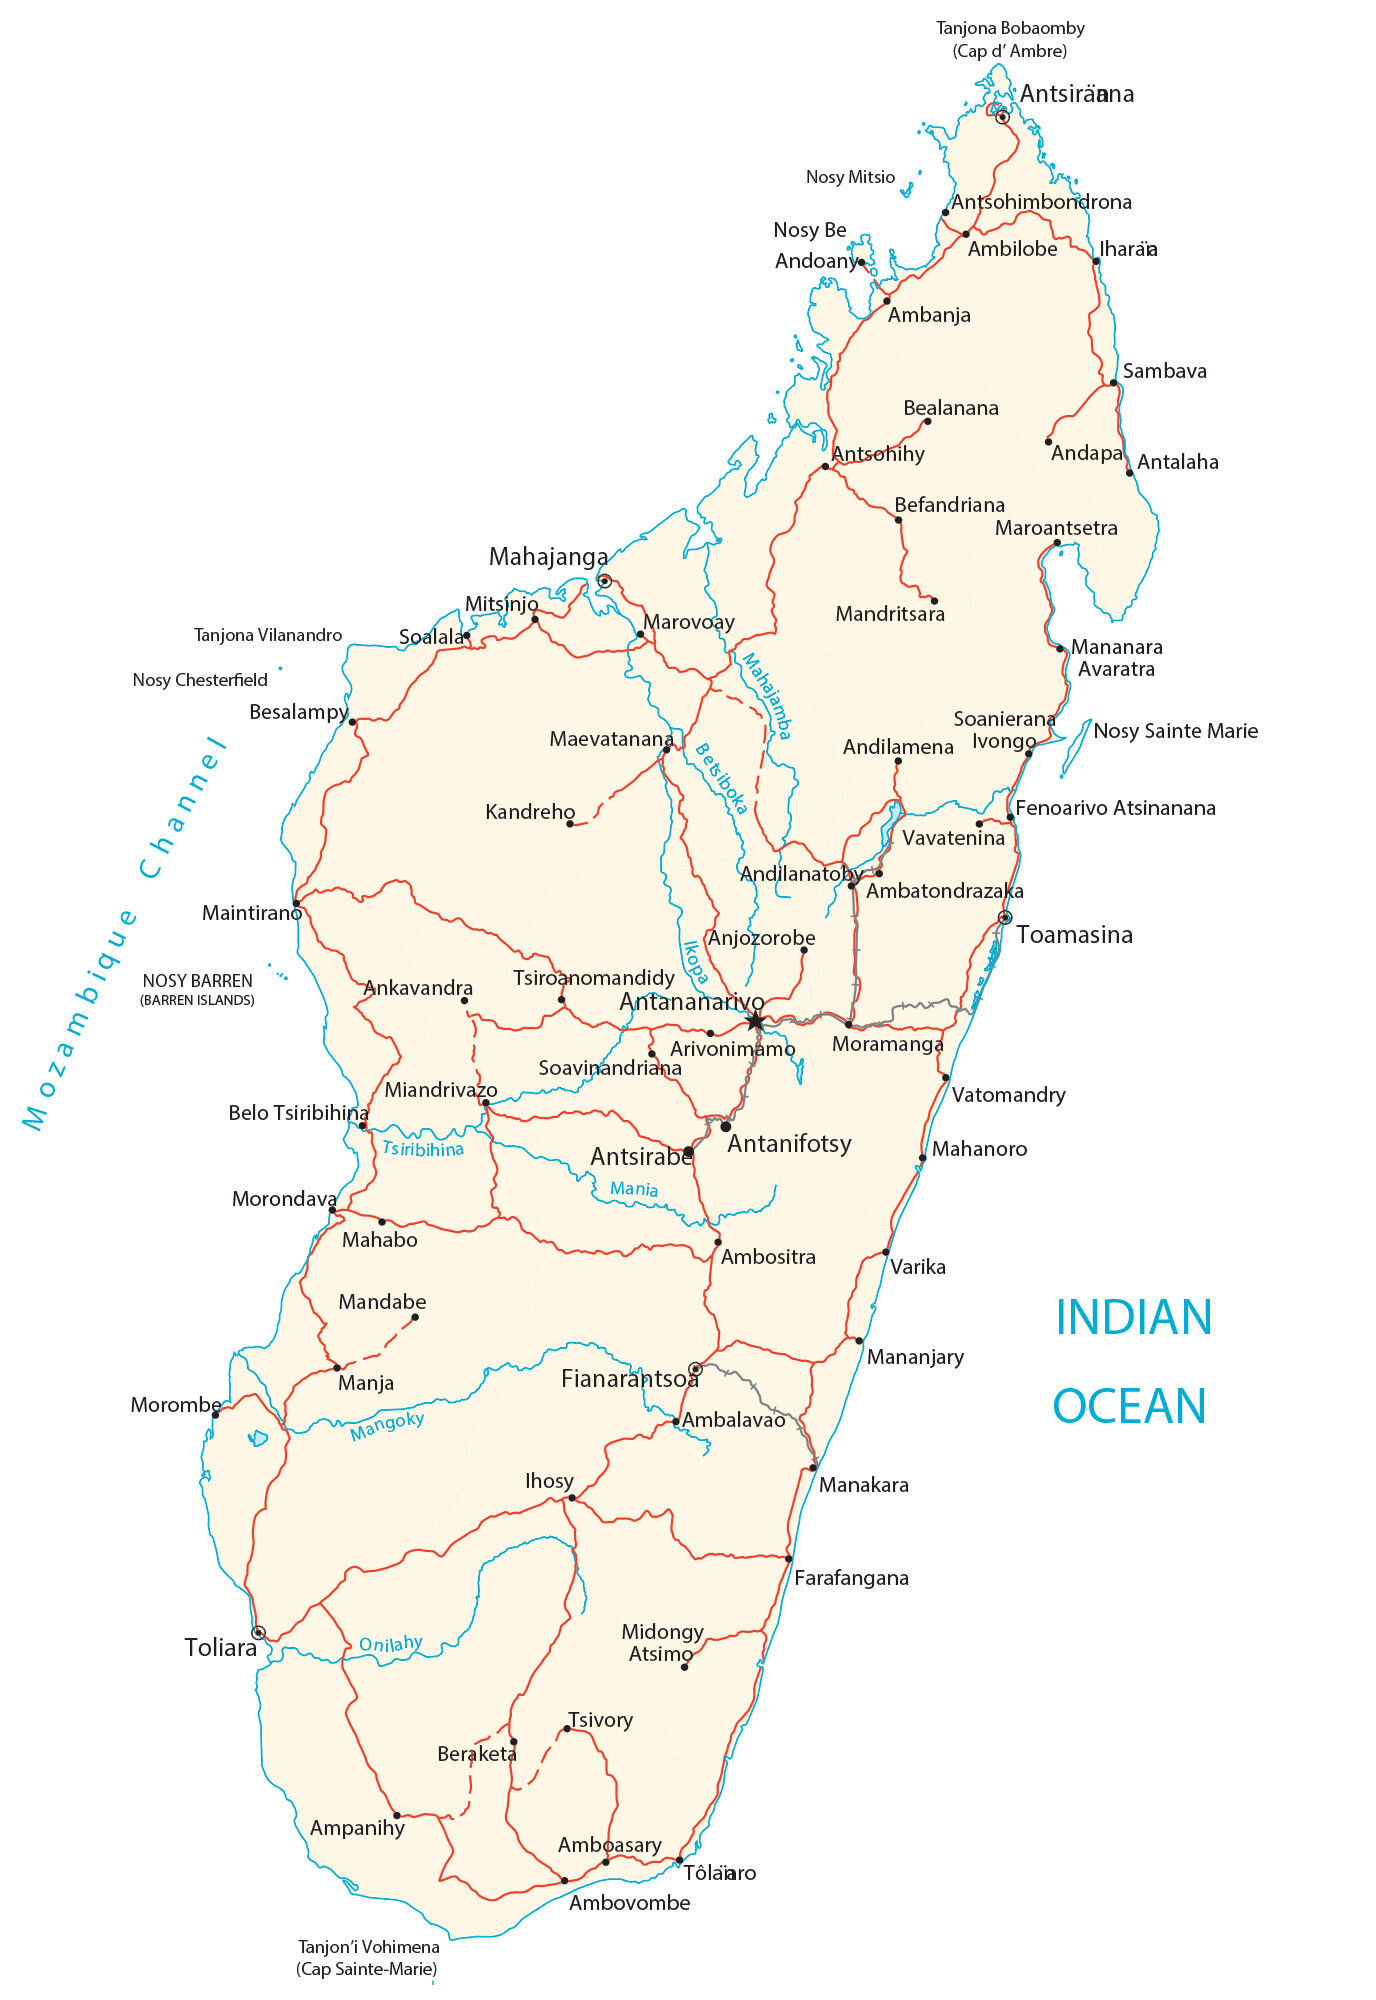 Tanjona Bobaomby
(Cap d’ Ambre)
Antsirän̈ana
Nosy Mitsio
Antsohimbondrona
Nosy Be
Ambilobe
Iharan̈a
Andoany
Ambanja
Sambava
Bealanana
Antsohihy
Andapa
Antalaha
Befandriana
Maroantsetra
Mahajanga
Mitsinjo
Mandritsara
Marovoay
Tanjona Vilanandro
Soalala
Mananara
Avaratra
Nosy Chesterfield
Mahajamba
Besalampy
Soanierana
Ivongo
Nosy Sainte Marie
Maevatanana
Andilamena
Betsiboka
Mozambique Channel
Kandreho
Fenoarivo Atsinanana
Vavatenina
Andilanatoby
Ambatondrazaka
Maintirano
Anjozorobe
Toamasina
Ikopa
NOSY BARREN
(BARREN ISLANDS)
Ankavandra
Tsiroanomandidy
Antananarivo
Arivonimamo
Moramanga
Soavinandriana
Miandrivazo
Vatomandry
Belo Tsiribihina
Tsiribihina
Antsirabe
Antanifotsy
Mahanoro
Mania
Morondava
Mahabo
Ambositra
Varika
Mandabe
INDIAN
OCEAN
Mananjary
Fianarantsoa
Manja
Morombe
Mangoky
Ambalavao
Ihosy
Manakara
Farafangana
Midongy
Atsimo
Toliara
Onilahy
Tsivory
Beraketa
Ampanihy
Amboasary
Tôlan̈aro
Ambovombe
Tanjon’i Vohimena
(Cap Sainte-Marie)